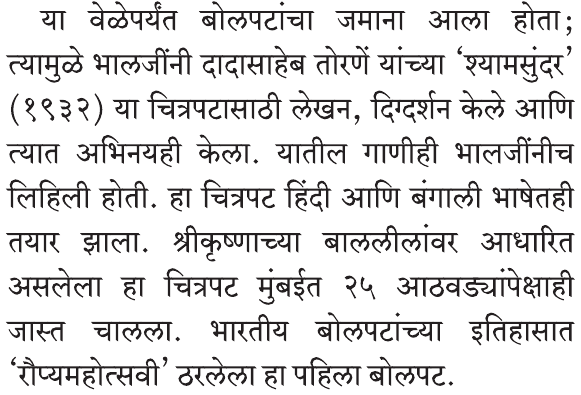 या वेळेपर्यंत बोलपटांचा जमाना आला होता;
त्यामुळे भालजींनी दादासाहेब तोरणें यांच्या ‘श्यामसुंदर’
(१९३२) या चित्रपटासाठी लेखन, दिग्दर्शन केले आणि
त्यात अभिनयही केला. यातील गाणीही भालजींनीच
लिहिली होती. हा चित्रपट हिंदी आणि बंगाली भाषेतही
तयार झाला. श्रीकृष्णाच्या बाललीलांवर आधारित
असलेला हा चित्रपट मुंबईत २५ आठवड्यांपेक्षाही
जास्त चालला. भारतीय बोलपटांच्या इतिहासात
‘रौप्यमहोत्सवी’ ठरलेला हा पहिला बोलपट.